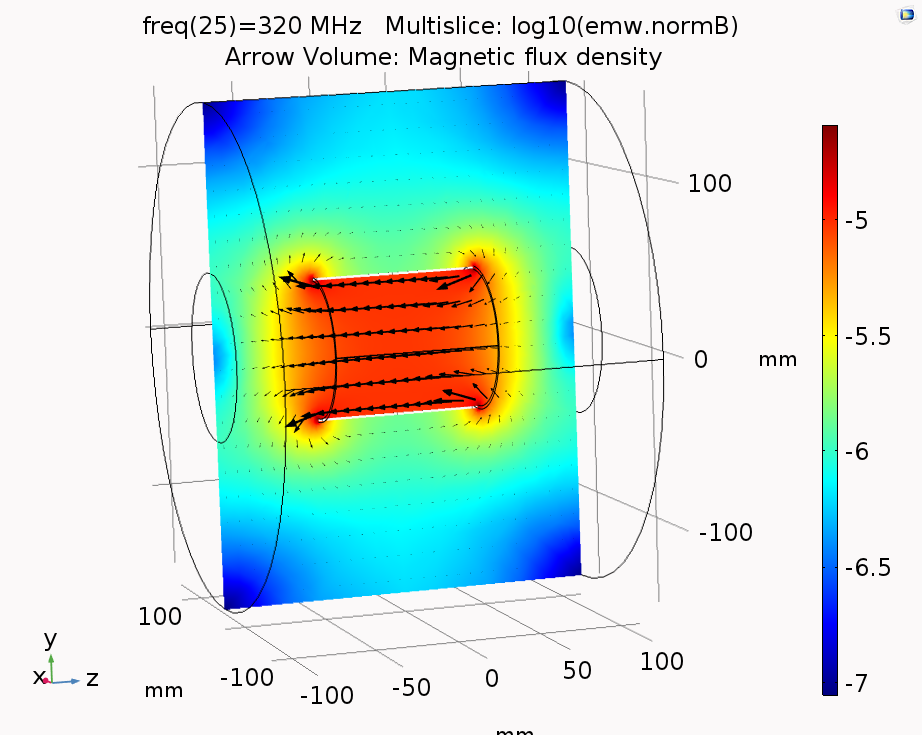 freq(25)=320 MHz Multislice: log10(emw.normB)
Arrow Volume: Magnetic flux density
100
0
mm
-100
-5
-5.5
-6
-6.5
-7
100
-100
mm
-100
-50
0
50
100
mm
y
x
z